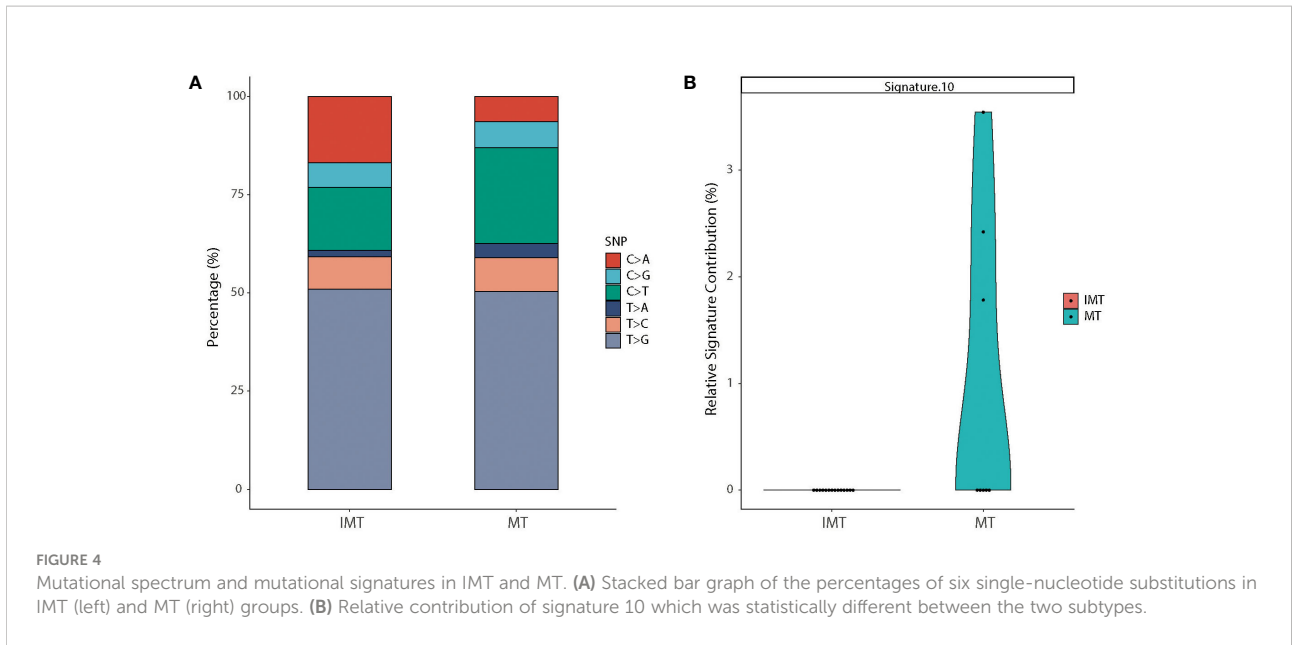 A
Percentage (%)
100
75
50
25
0
IMT
MT
SNP
C>A
C>G
C>T
T>A
T>C
T>G
B
Signature.10
Relative Signature Contribution (%)
3
2
1
0
IMT
MT
IMT
MT
FIGURE 4
Mutational spectrum and mutational signatures in IMT and MT. (A) Stacked bar graph of the percentages of six single-nucleotide substitutions in
IMT (left) and MT (right) groups. (B) Relative contribution of signature 10 which was statistically different between the two subtypes.